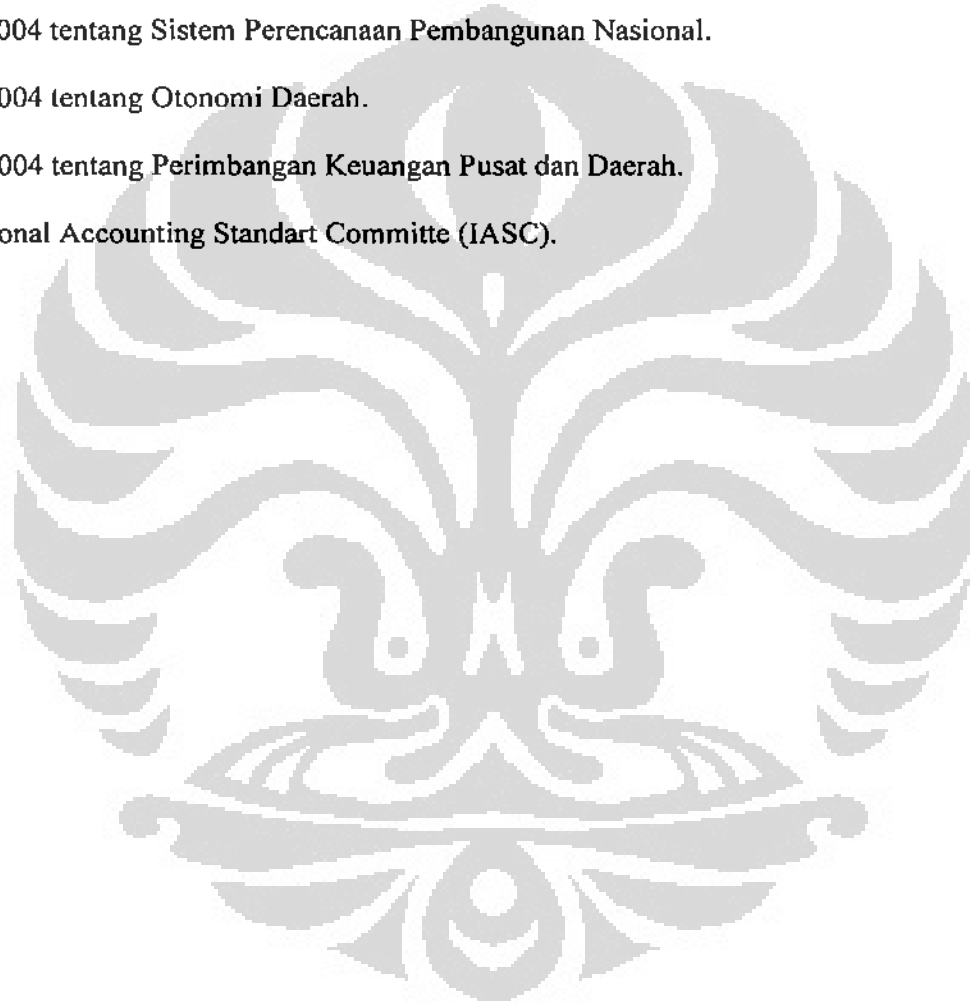 004 tentang Sistem Perencanaan Pembangunan Nasional.
004 tentang Otonomi Daerah.
004 tentang Perimbangan Keuangan Pusat dan Daerah.
onal Accounting Standart Committe (IASC).